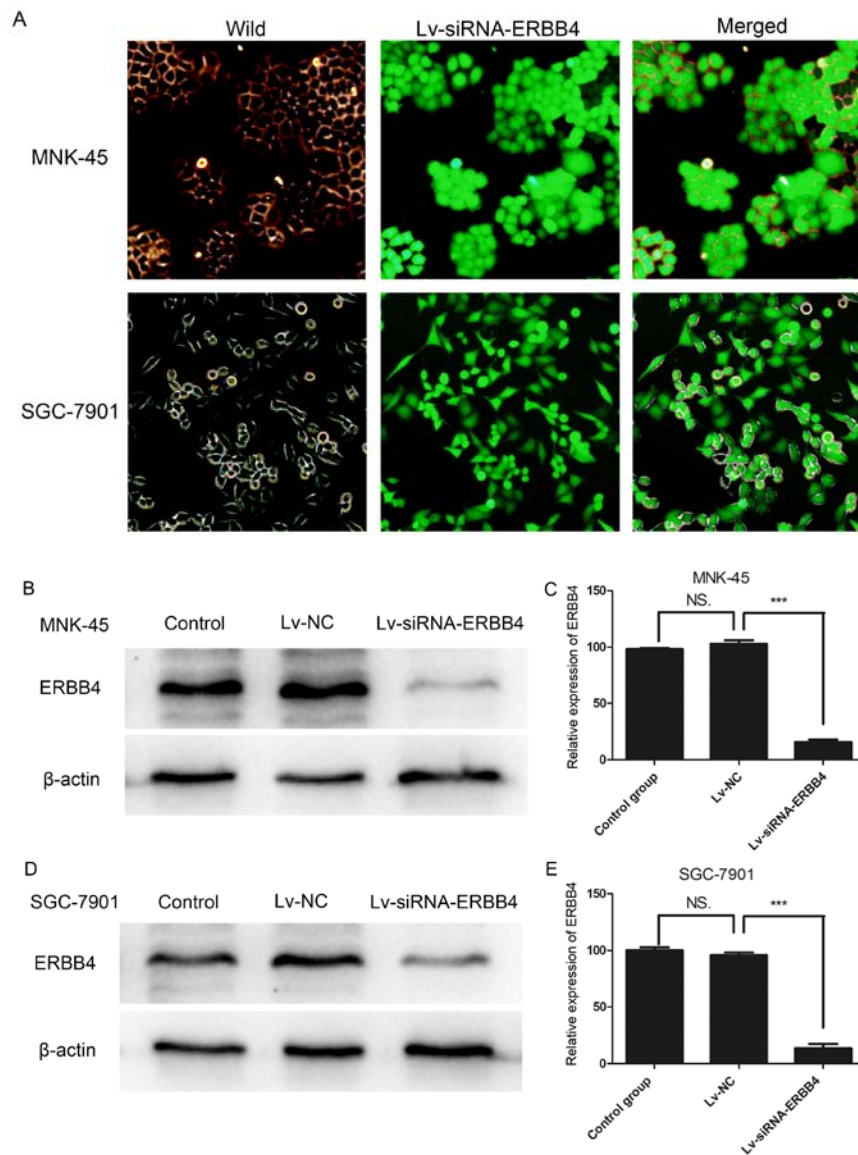 A
Wild
Lv-siRNA-ERBB4
Merged
MNK-45
SGC-7901
B
MNK-45
Control
Lv-NC
Lv-siRNA-ERBB4
ERBB4
β-actin
C
MNK-45
Relative expression of ERBB4
150
100
50
0
NS.
***
Control group
Lv-NC
Lv-siRNA-ERBB4
D
SGC-7901
Control
Lv-NC
Lv-siRNA-ERBB4
ERBB4
β-actin
E
SGC-7901
Relative expression of ERBB4
150
100
50
0
NS.
***
Control group
Lv-NC
Lv-siRNA-ERBB4